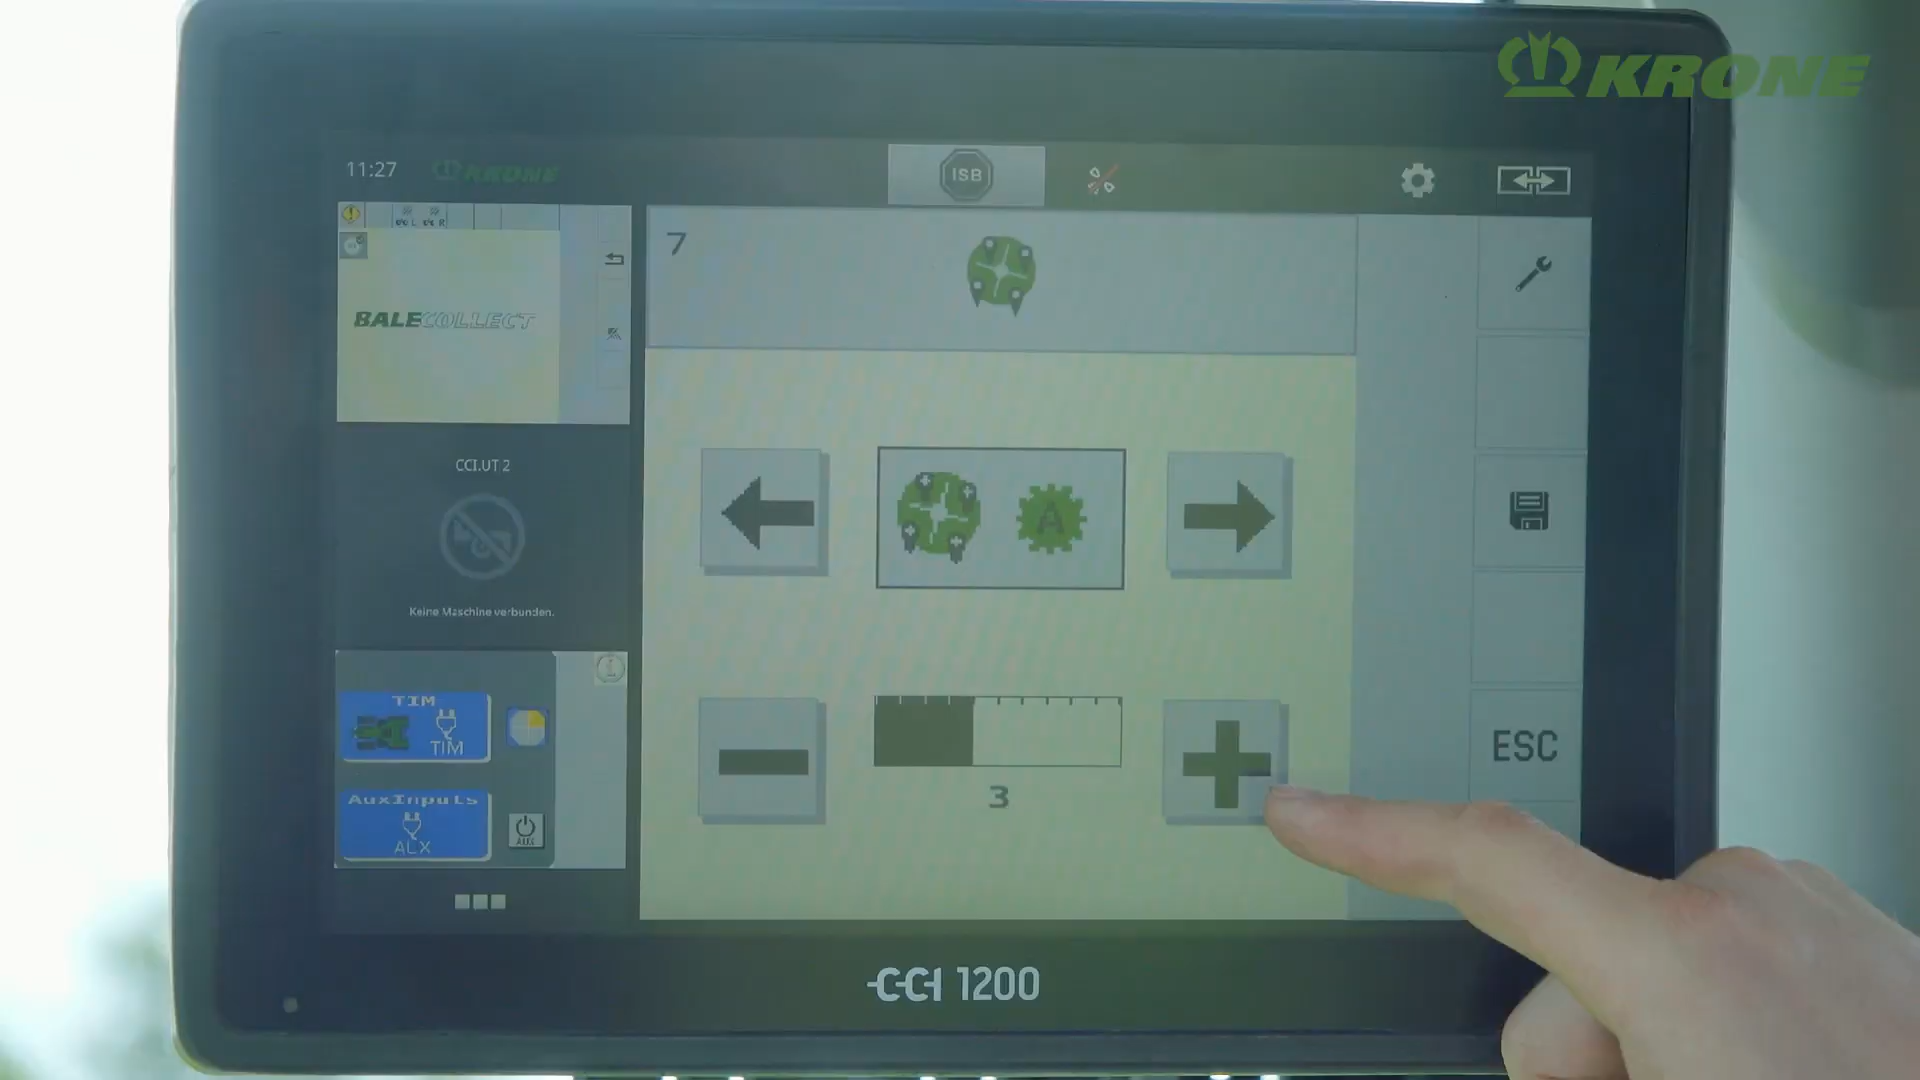 KRONE
11:27
KRONE
ISB
7
BALECOLLECT
CCI.UT 2
A
Keine Maschine verbunden.
TIM
TIM
3
ESC
AuxInputs
AUX
CCI 1200